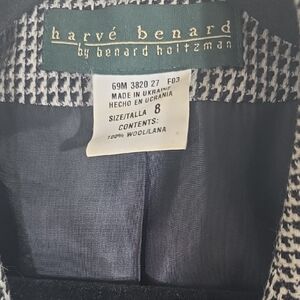 harvé benard
by benard holtzman
69M 3820 27 F03
MADE IN UKRAINE
HECHO EN UCRANIA
SIZE/TALLA 8
CONTENTS:
100% WOOL/LANA